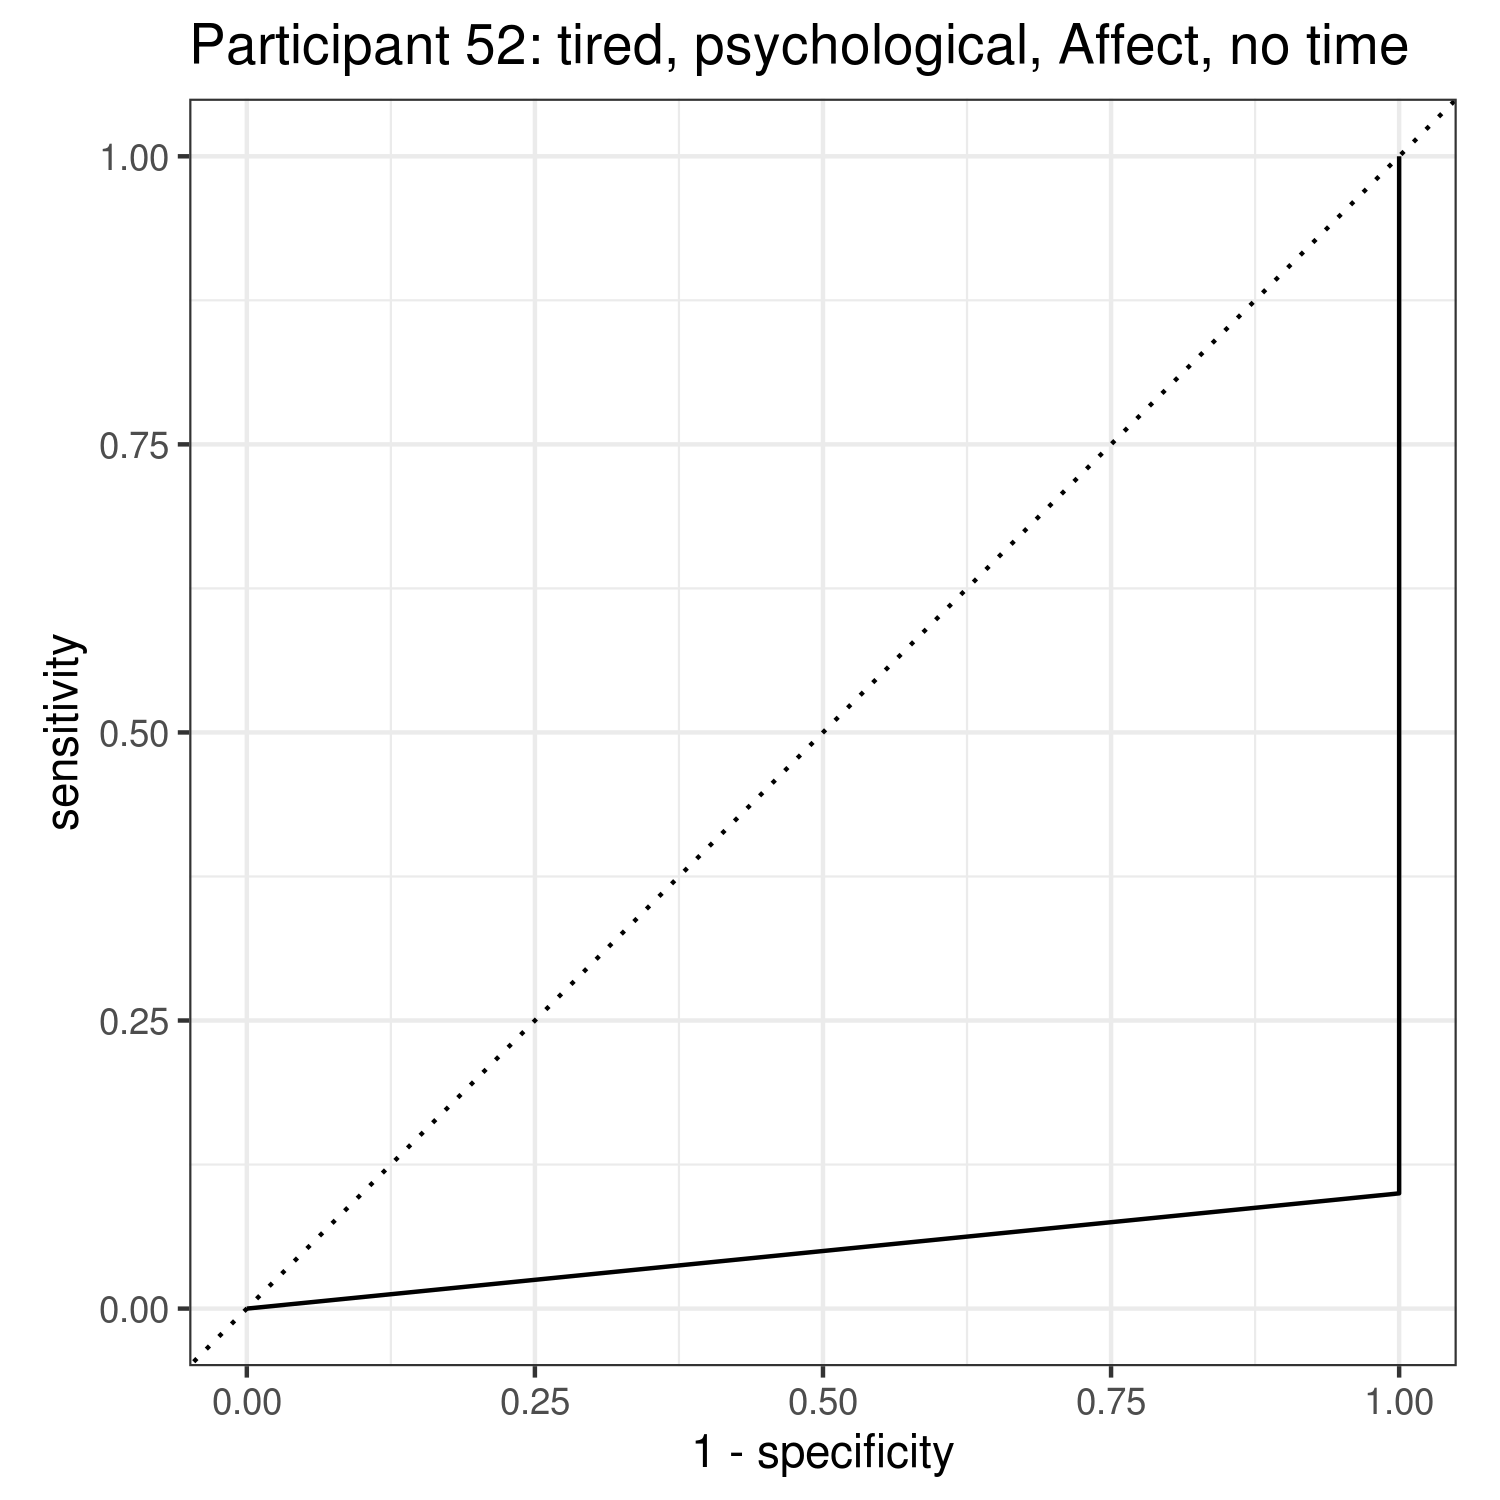 Participant 52: tired, psychological, Affect, no time
1.00
0.75
0.50
0.25
0.00
sensitivity
0.00 0.25 0.50 0.75 1.00
1 - specificity